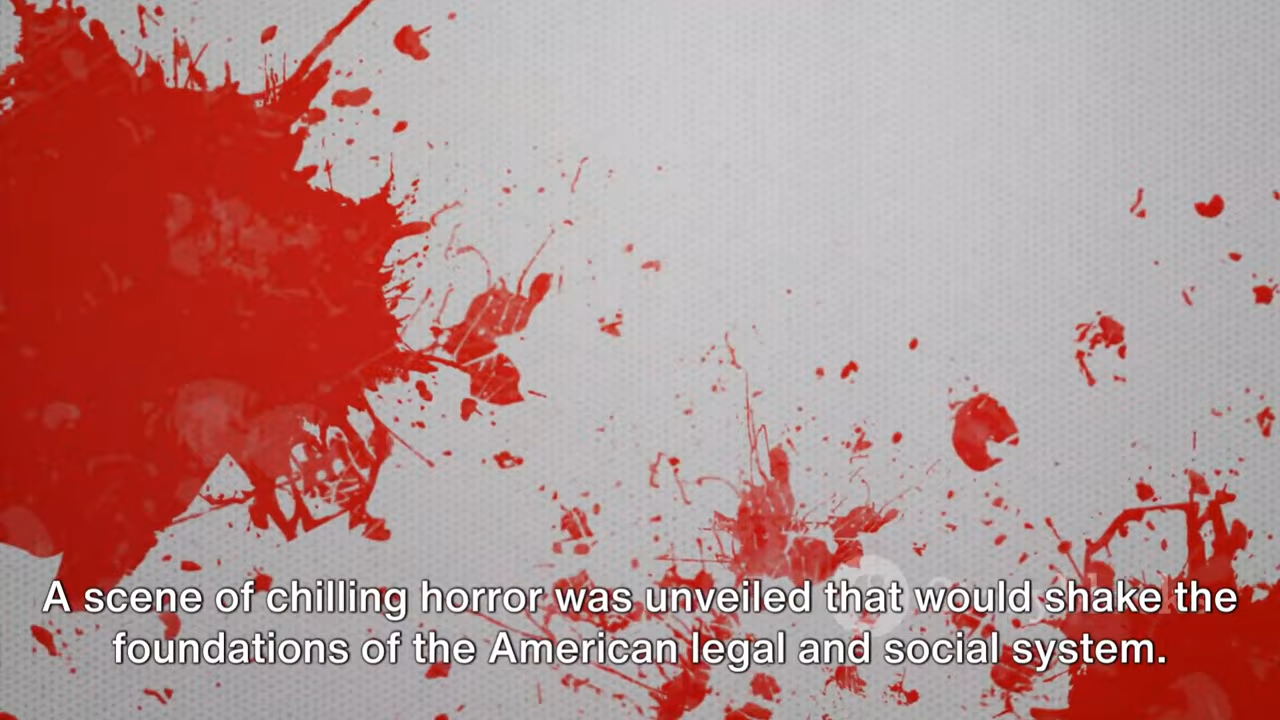 A scene of chilling horror was unveiled that would shake the
foundations of the American legal and social system.